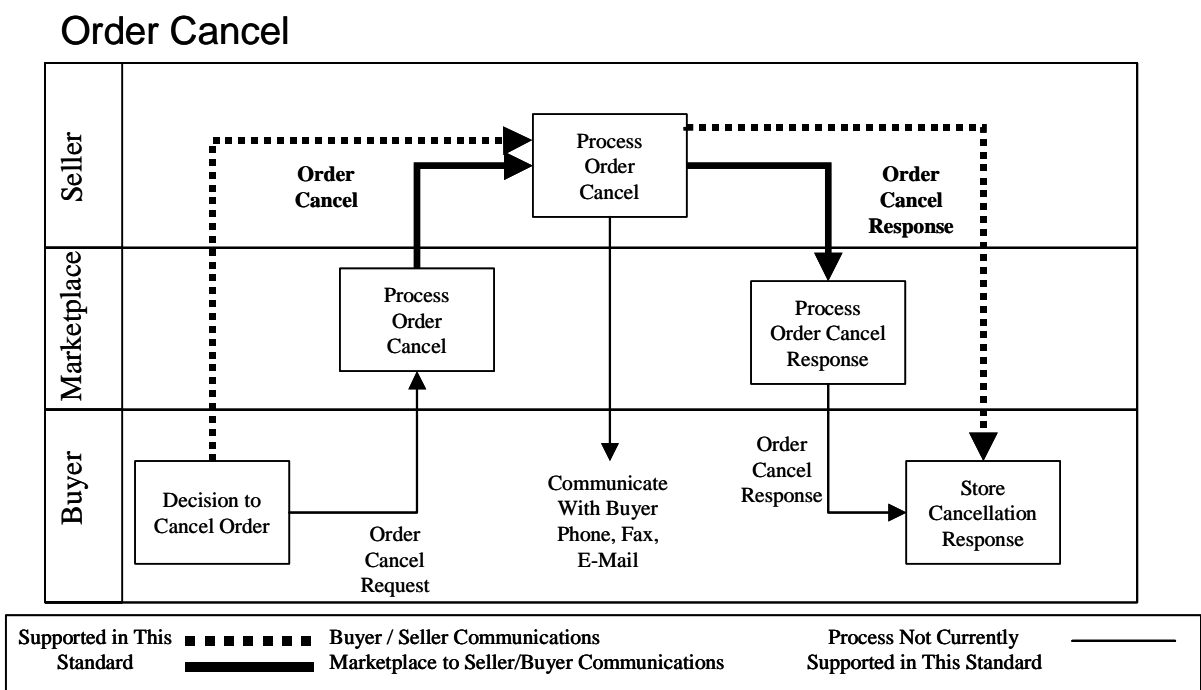 Order Cancel
Seller
Process
Order
Cancel
Order
Cancel
Order
Cancel
Response
Marketplace
Process
Order
Cancel
Process
Order Cancel
Response
Buyer
Decision to
Cancel Order
Order
Cancel
Request
Communicate
With Buyer
Phone, Fax,
E-Mail
Order
Cancel
Response
Store
Cancellation
Response
Supported in This
Standard
Buyer / Seller Communications
Marketplace to Seller/Buyer Communications
Process Not Currently
Supported in This Standard